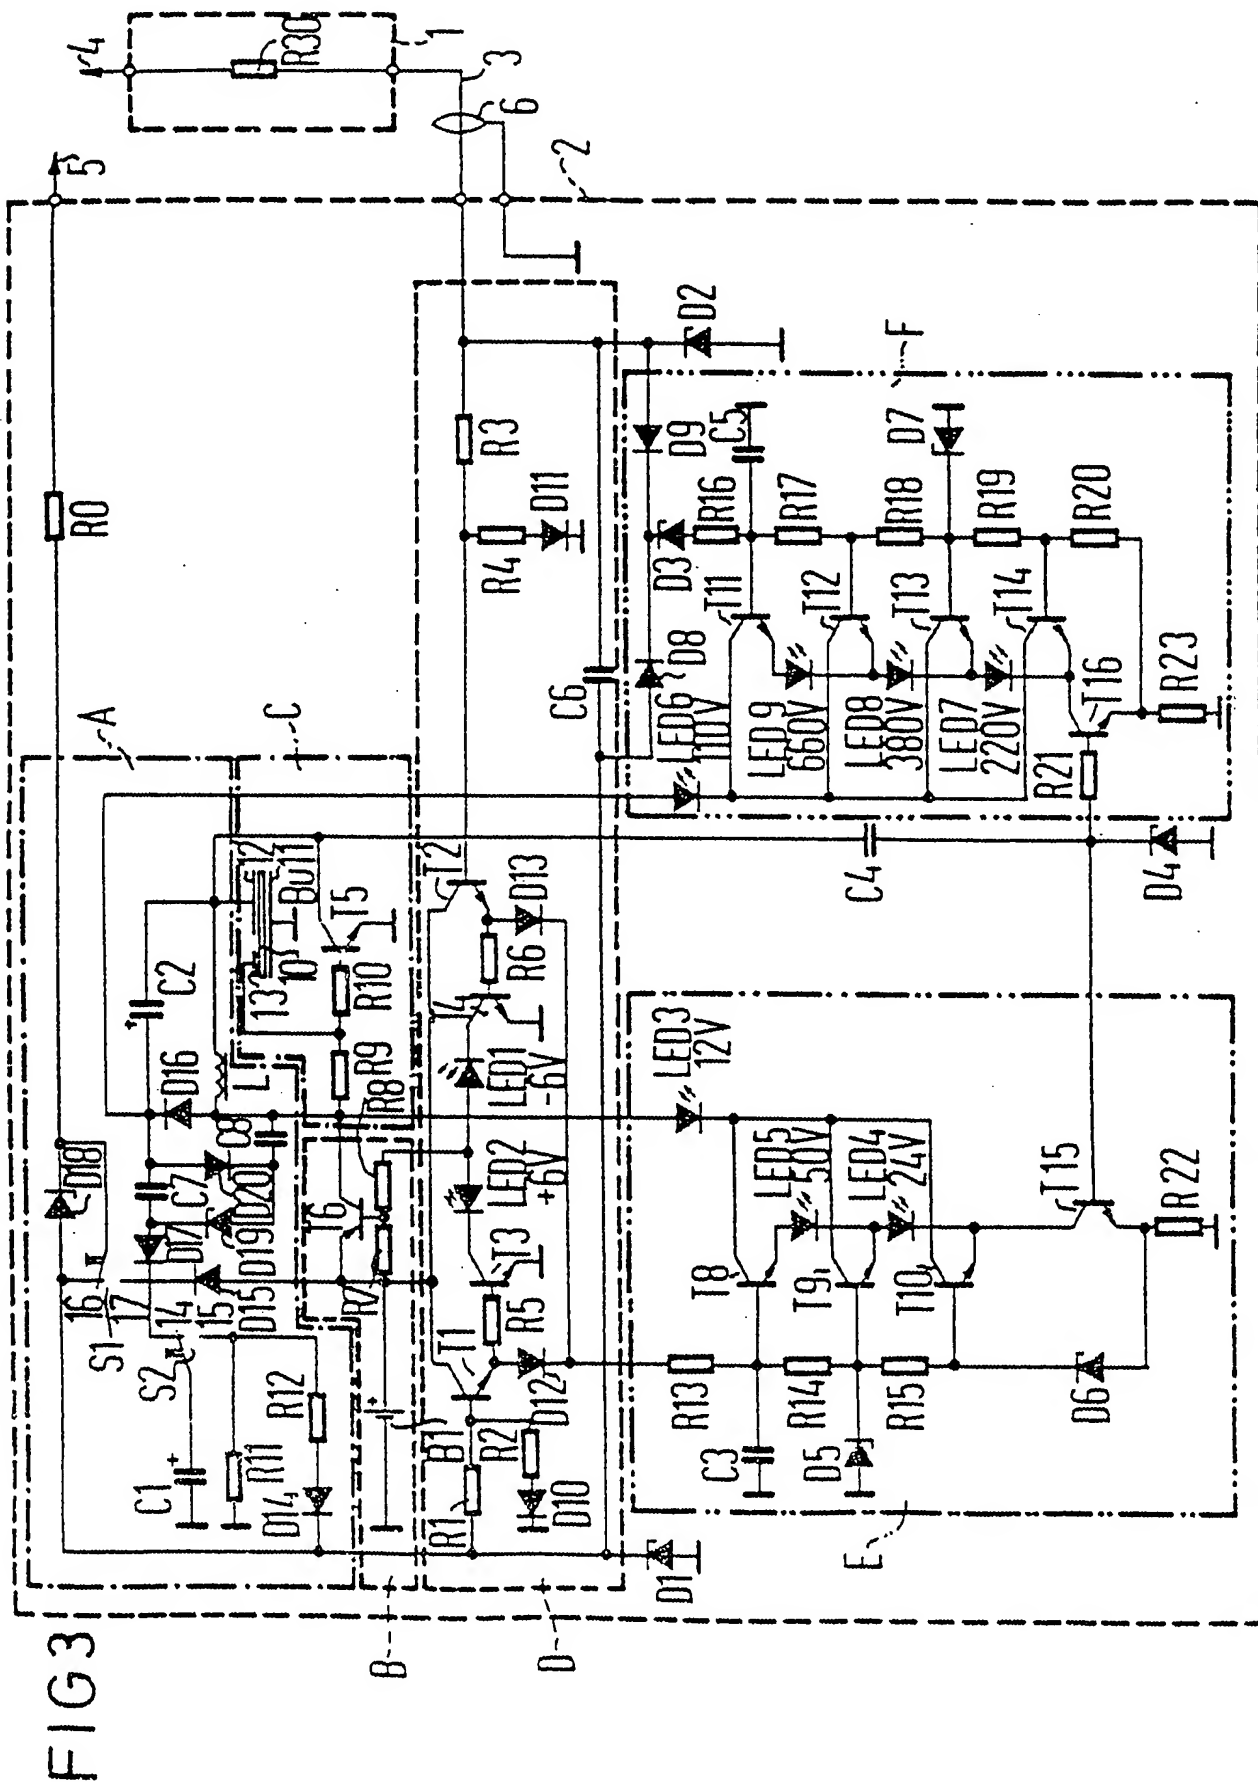 FIG3
4
R30
1
3
6
5
2
R0
A
C
C2
12
Bu11
13
10
D16
L
T5
R10
R9
R8
D18
C7
C8
D20
D17
D19
D15
T6
R7
16
17
14
15
S1
S2
C1
R11
R12
D14
B
B1
D
R1
R2
D10
T1
D12
R5
T3
LED2
+6V
LED1
-6V
T4
R6
D13
T2
R3
R4
D11
C6
D1
D2
D9
D3
D8
C5
R16
R17
R18
D7
R19
R20
T11
T12
T13
T14
T16
LED6
110V
LED9
660V
LED8
380V
LED7
220V
R21
R23
F
C4
D4
LED3
12V
LED5
50V
LED4
24V
T8
T9
T10
T15
R22
R13
R14
R15
C3
D5
D6
E